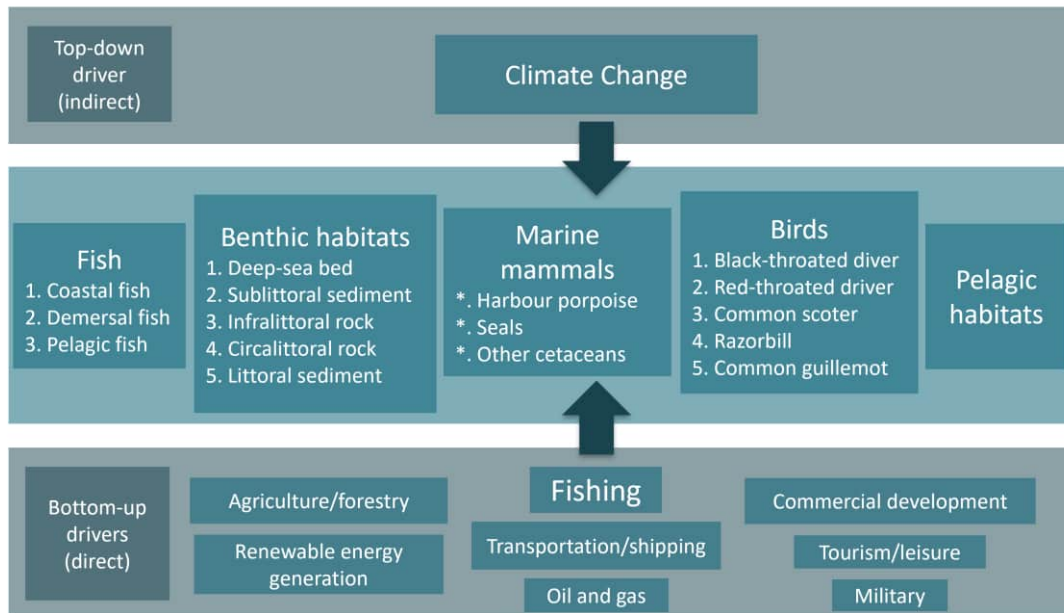 Top-down
driver
(indirect)
Climate Change
Fish
1. Coastal fish
2. Demersal fish
3. Pelagic fish
Benthic habitats
1. Deep-sea bed
2. Sublittoral sediment
3. Infralittoral rock
4. Circalittoral rock
5. Littoral sediment
Marine
mammals
*. Harbour porpoise
*. Seals
*. Other cetaceans
Birds
1. Black-throated diver
2. Red-throated driver
3. Common scoter
4. Razorbill
5. Common guillemot
Pelagic
habitats
Bottom-up
drivers
(direct)
Agriculture/forestry
Renewable energy
generation
Fishing
Transportation/shipping
Oil and gas
Commercial development
Tourism/leisure
Military